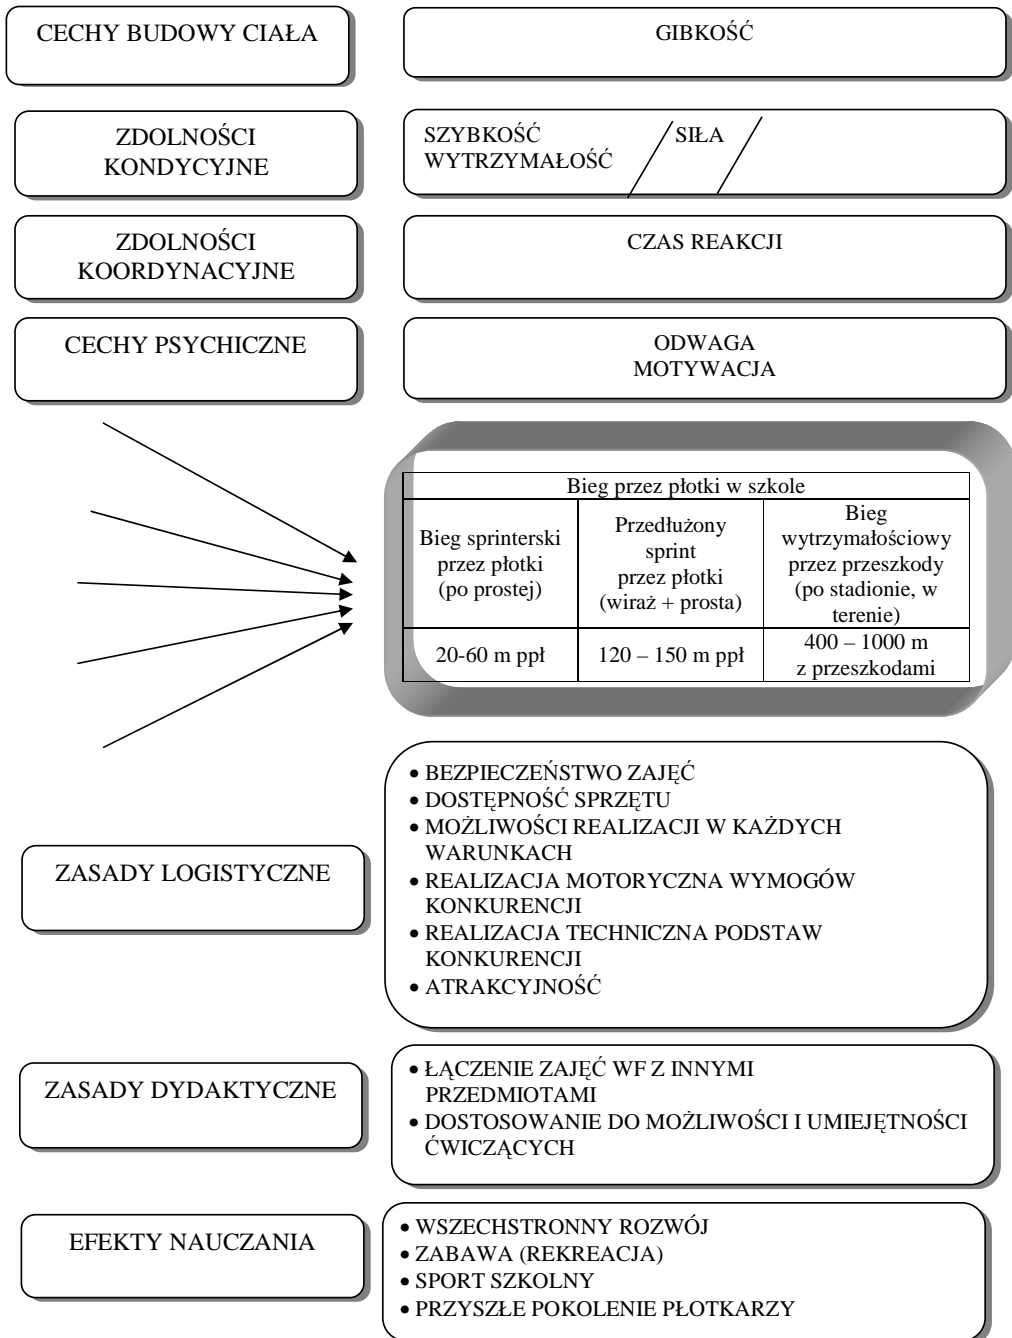 CECHY BUDOWY CIAŁA
GIBKOŚĆ
ZDOLNOŚCI
KONDYCYJNE
SZYBKOŚĆ SIŁA
WYTRZYMAŁOŚĆ
ZDOLNOŚCI
KOORDYNACYJNE
CZAS REAKCJI
CECHY PSYCHICZNE
ODWAGA
MOTYWACJA
Bieg przez płotki w szkole
Bieg sprinterski
przez płotki
(po prostej)
Przedłużony
sprint
przez płotki
(wiraż + prosta)
Bieg
wytrzymałościowy
przez przeszkody
(po stadionie, w
terenie)
20-60 m ppł
120 – 150 m ppł
400 – 1000 m
z przeszkodami
ZASADY LOGISTYCZNE
• BEZPIECZEŃSTWO ZAJĘĆ
• DOSTĘPNOŚĆ SPRZĘTU
• MOŻLIWOŚCI REALIZACJI W KAŻDYCH
WARUNKACH
• REALIZACJA MOTORYCZNA WYMOGÓW
KONKURENCJI
• REALIZACJA TECHNICZNA PODSTAW
KONKURENCJI
• ATRAKCYJNOŚĆ
ZASADY DYDAKTYCZNE
• ŁĄCZENIE ZAJĘĆ WF Z INNYMI
PRZEDMIOTAMI
• DOSTOSOWANIE DO MOŻLIWOŚCI I UMIEJĘTNOŚCI
ĆWICZĄCYCH
EFEKTY NAUCZANIA
• WSZECHSTRONNY ROZWÓJ
• ZABAWA (REKREACJA)
• SPORT SZKOLNY
• PRZYSZŁE POKOLENIE PŁOTKARZY